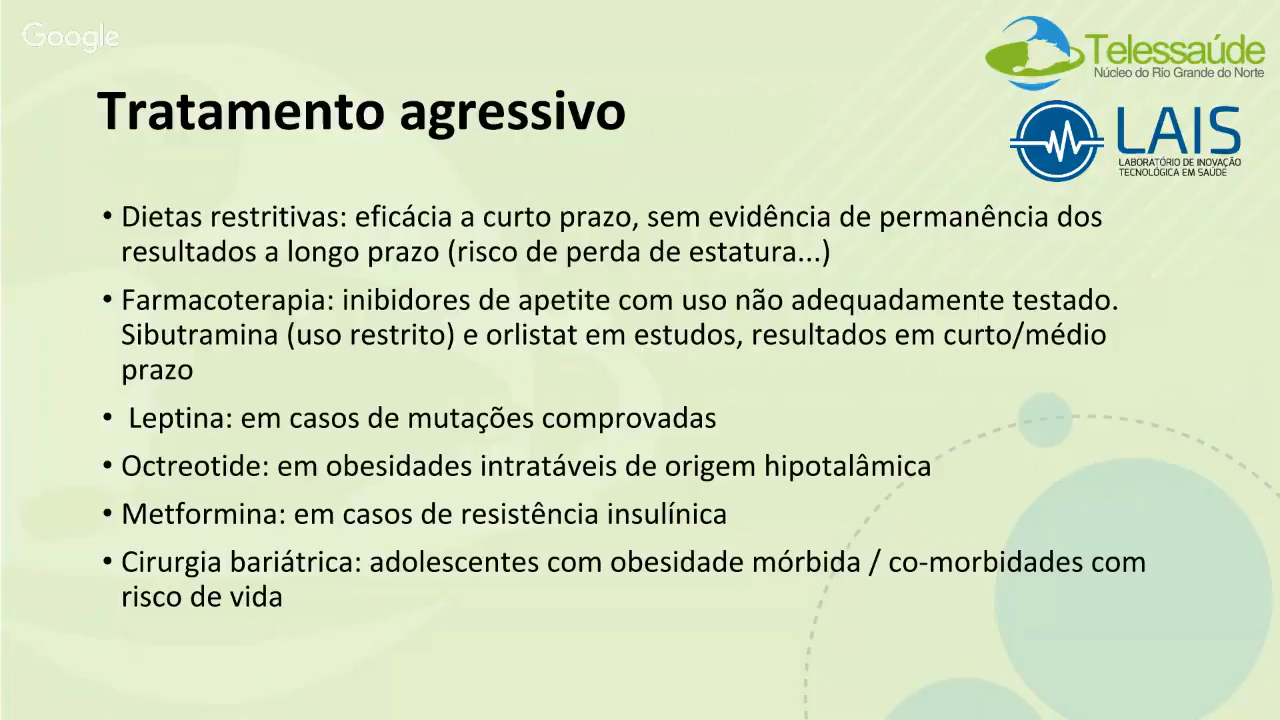 Google
Telessaúde
Núcleo do Rio Grande do Norte
LAIS
LABORATÓRIO DE INOVAÇÃO
TECNOLÓGICA EM SAÚDE
Tratamento agressivo
• Dietas restritivas: eficácia a curto prazo, sem evidência de permanência dos
resultados a longo prazo (risco de perda de estatura...)
• Farmacoterapia: inibidores de apetite com uso não adequadamente testado.
Sibutramina (uso restrito) e orlistat em estudos, resultados em curto/médio
prazo
• Leptina: em casos de mutações comprovadas
• Octreotide: em obesidades intratáveis de origem hipotalâmica
• Metformina: em casos de resistência insulínica
• Cirurgia bariátrica: adolescentes com obesidade mórbida / co-morbidades com
risco de vida